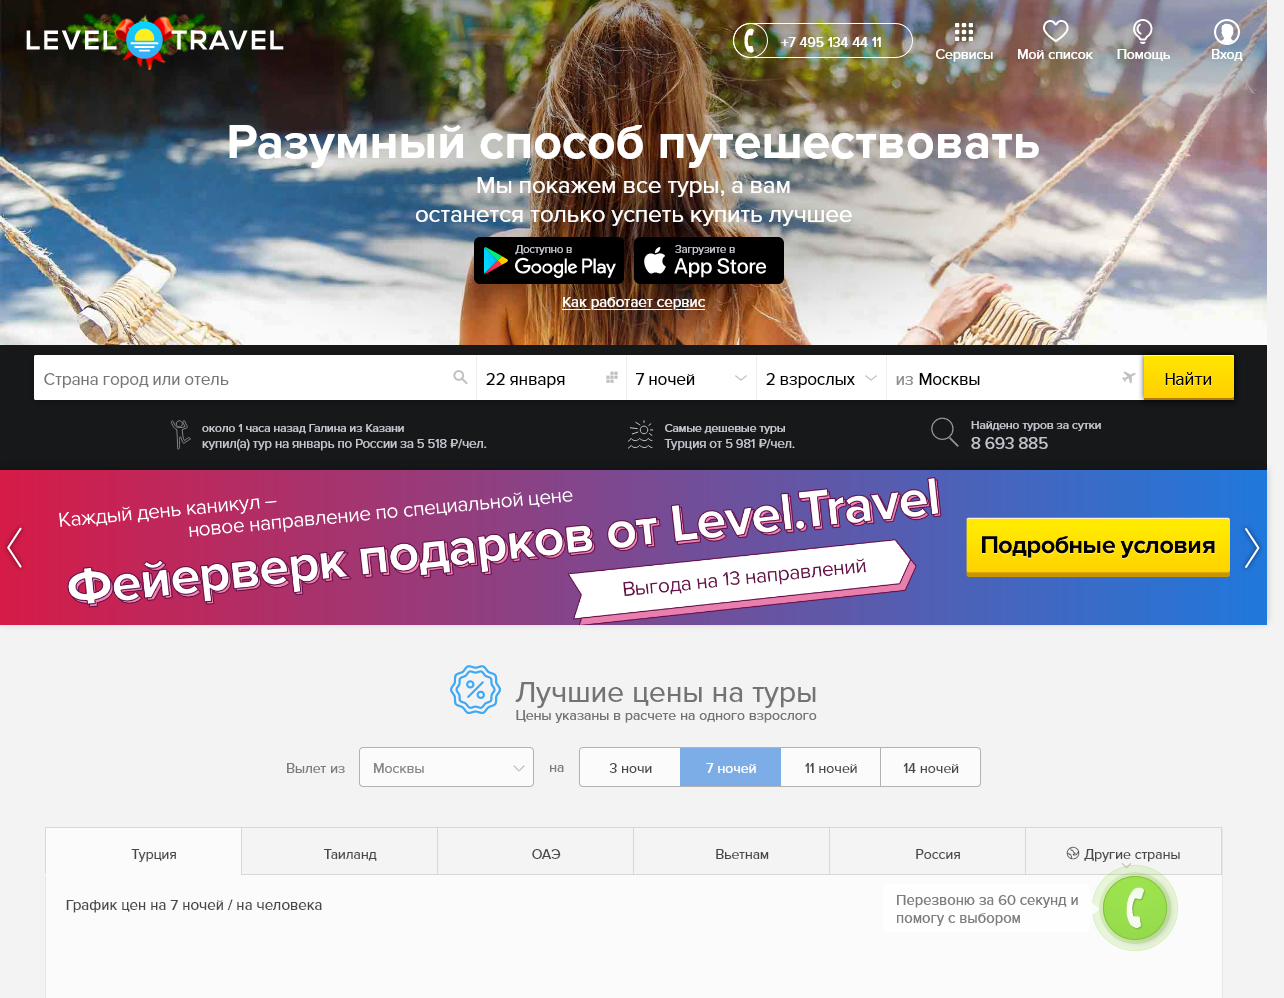 LEVEL TRAVEL
+7 495 134 44 11
Сервисы
Мой список
Помощь
Вход
Разумный способ путешествовать
Мы покажем все туры, а вам
останется только успеть купить лучшее
Доступно в
Google Play
Загрузите в
App Store
Как работает сервис
Страна город или отель
22 января
7 ночей
2 взрослых
из Москвы
Найти
около 1 часа назад Галина из Казани
купил(а) тур на январь по России за 5 518 ₽/чел.
Самые дешевые туры
Турция от 5 981 ₽/чел.
Найдено туров за сутки
8 693 885
Каждый день каникул –
новое направление по специальной цене
Фейерверк подарков от Level.Travel
Выгода на 13 направлений
Подробные условия
Лучшие цены на туры
Цены указаны в расчете на одного взрослого
Вылет из
Москвы
на
3 ночи
7 ночей
11 ночей
14 ночей
Турция
Таиланд
ОАЭ
Вьетнам
Россия
Другие страны
График цен на 7 ночей / на человека
Перезвоню за 60 секунд и
помогу с выбором